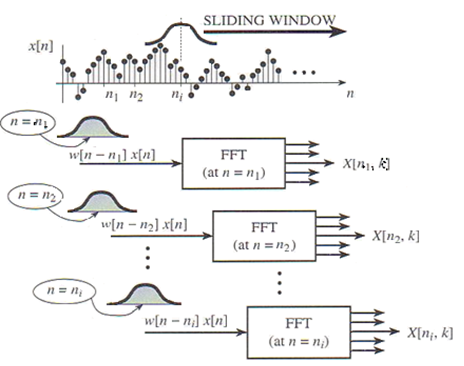 SLIDING WINDOW
x[n]
n₁ n₂ nᵢ n
n = n₁
w[n − n₁] x[n]
FFT
(at n = n₁)
X[n₁, k]
n = n₂
w[n − n₂] x[n]
FFT
(at n = n₂)
X[n₂, k]
n = nᵢ
w[n − nᵢ] x[n]
FFT
(at n = nᵢ)
X[nᵢ, k]